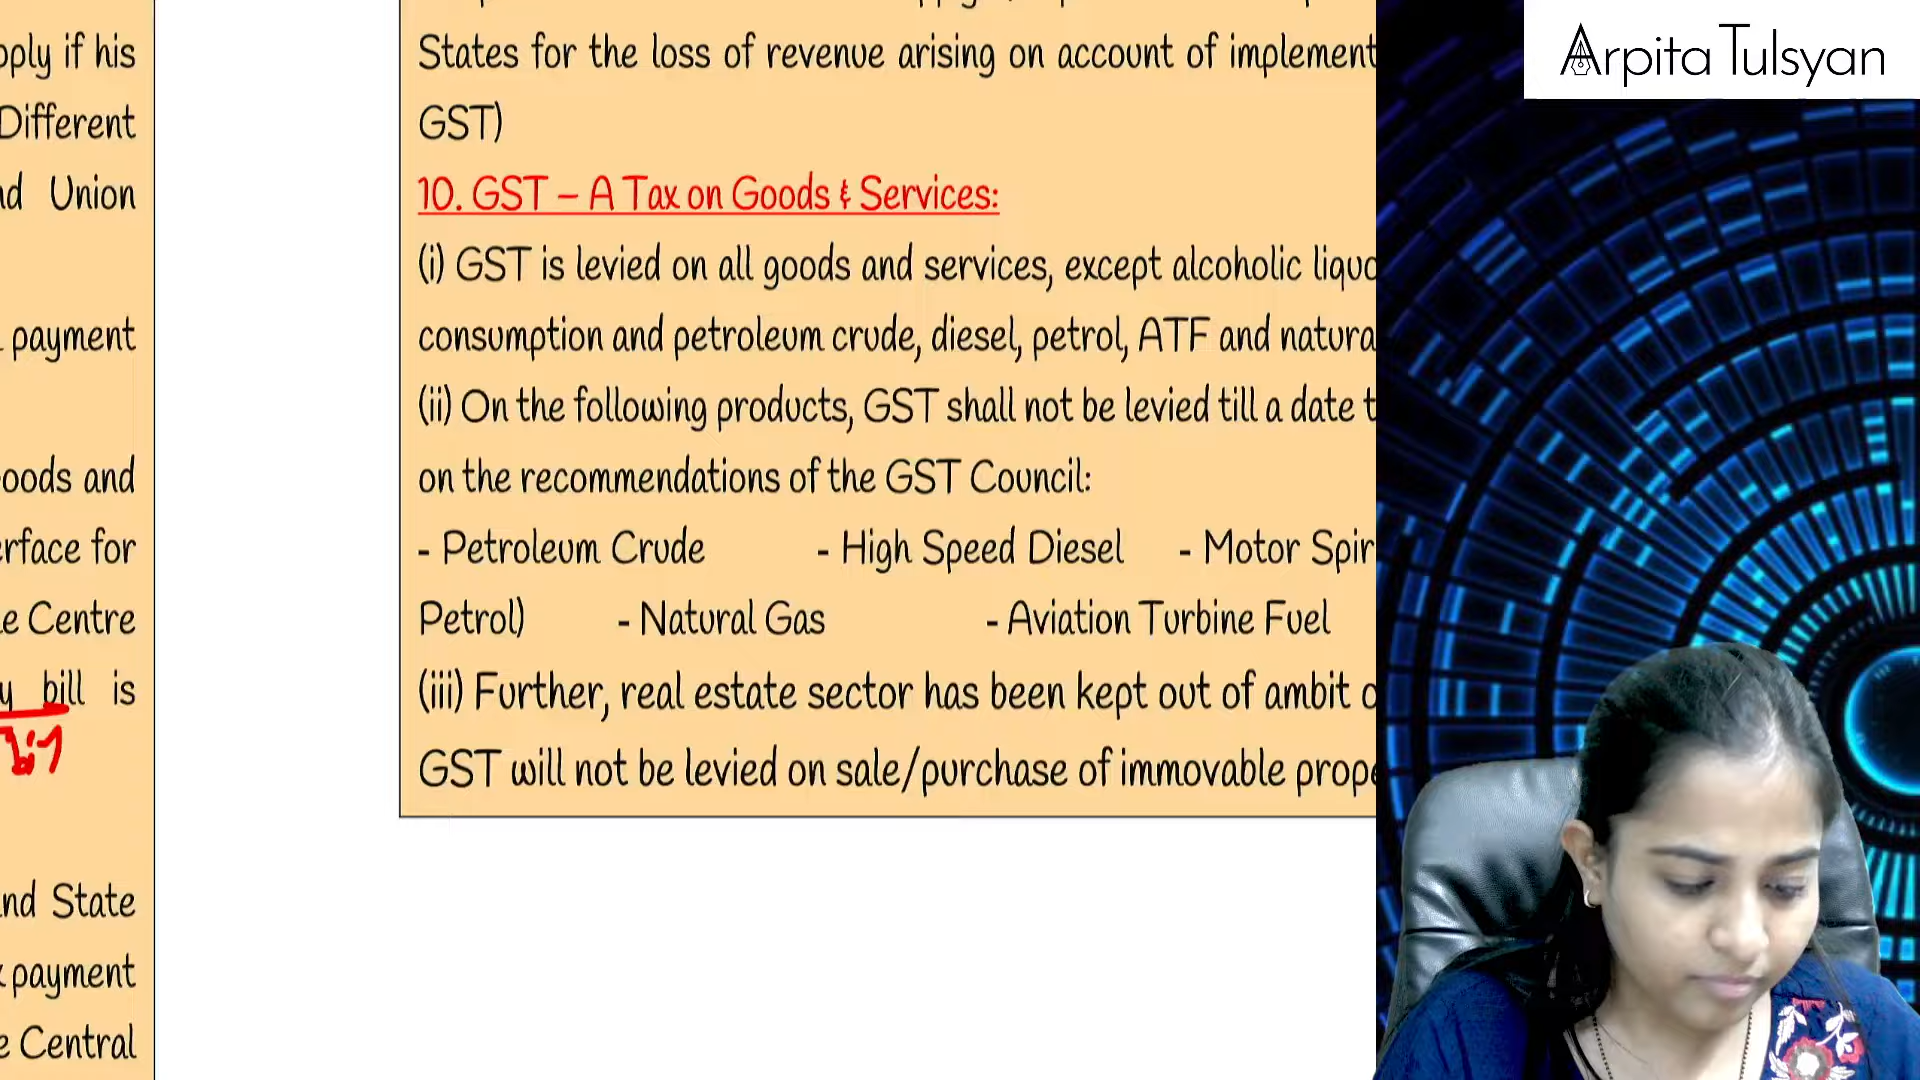 pply if his
Different
nd Union
payment
oods and
rface for
e Centre
y bill is
nd State
payment
e Central
States for the loss of revenue arising on account of implement
GST)
10. GST – A Tax on Goods & Services:
(i) GST is levied on all goods and services, except alcoholic liquo
consumption and petroleum crude, diesel, petrol, ATF and natura
(ii) On the following products, GST shall not be levied till a date t
on the recommendations of the GST Council:
- Petroleum Crude - High Speed Diesel - Motor Spir
Petrol) - Natural Gas - Aviation Turbine Fuel
(iii) Further, real estate sector has been kept out of ambit o
GST will not be levied on sale/purchase of immovable prope
Arpita Tulsyan